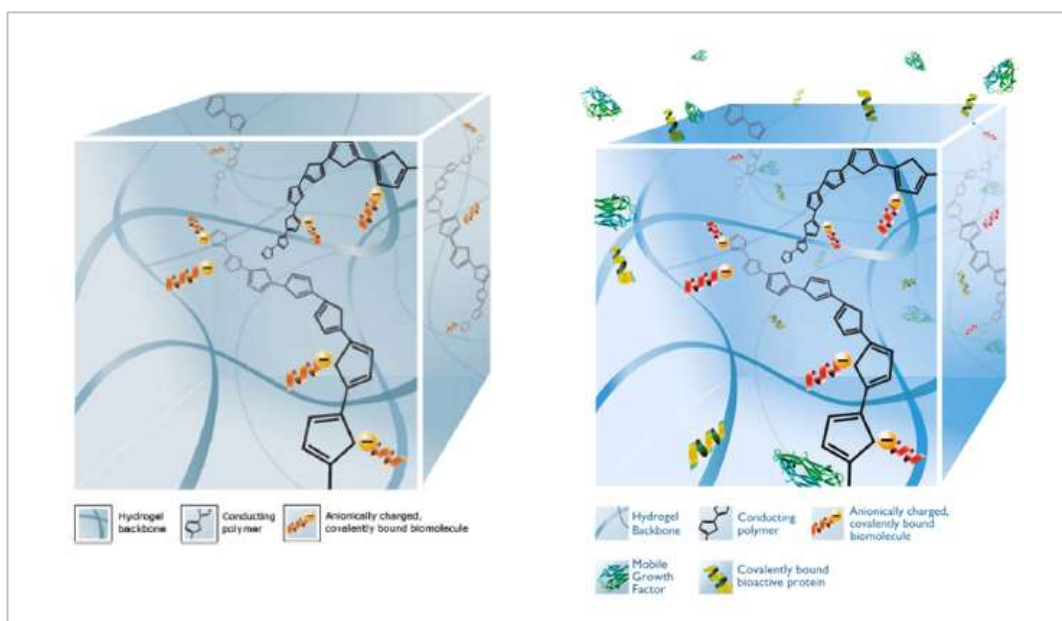 Hydrogel
backbone
Conducting
polymer
Anionically charged,
covalently bound biomolecule
Hydrogel
Backbone
Conducting
polymer
Anionically charged,
covalently bound
biomolecule
Mobile
Growth
Factor
Covalently bound
bioactive protein